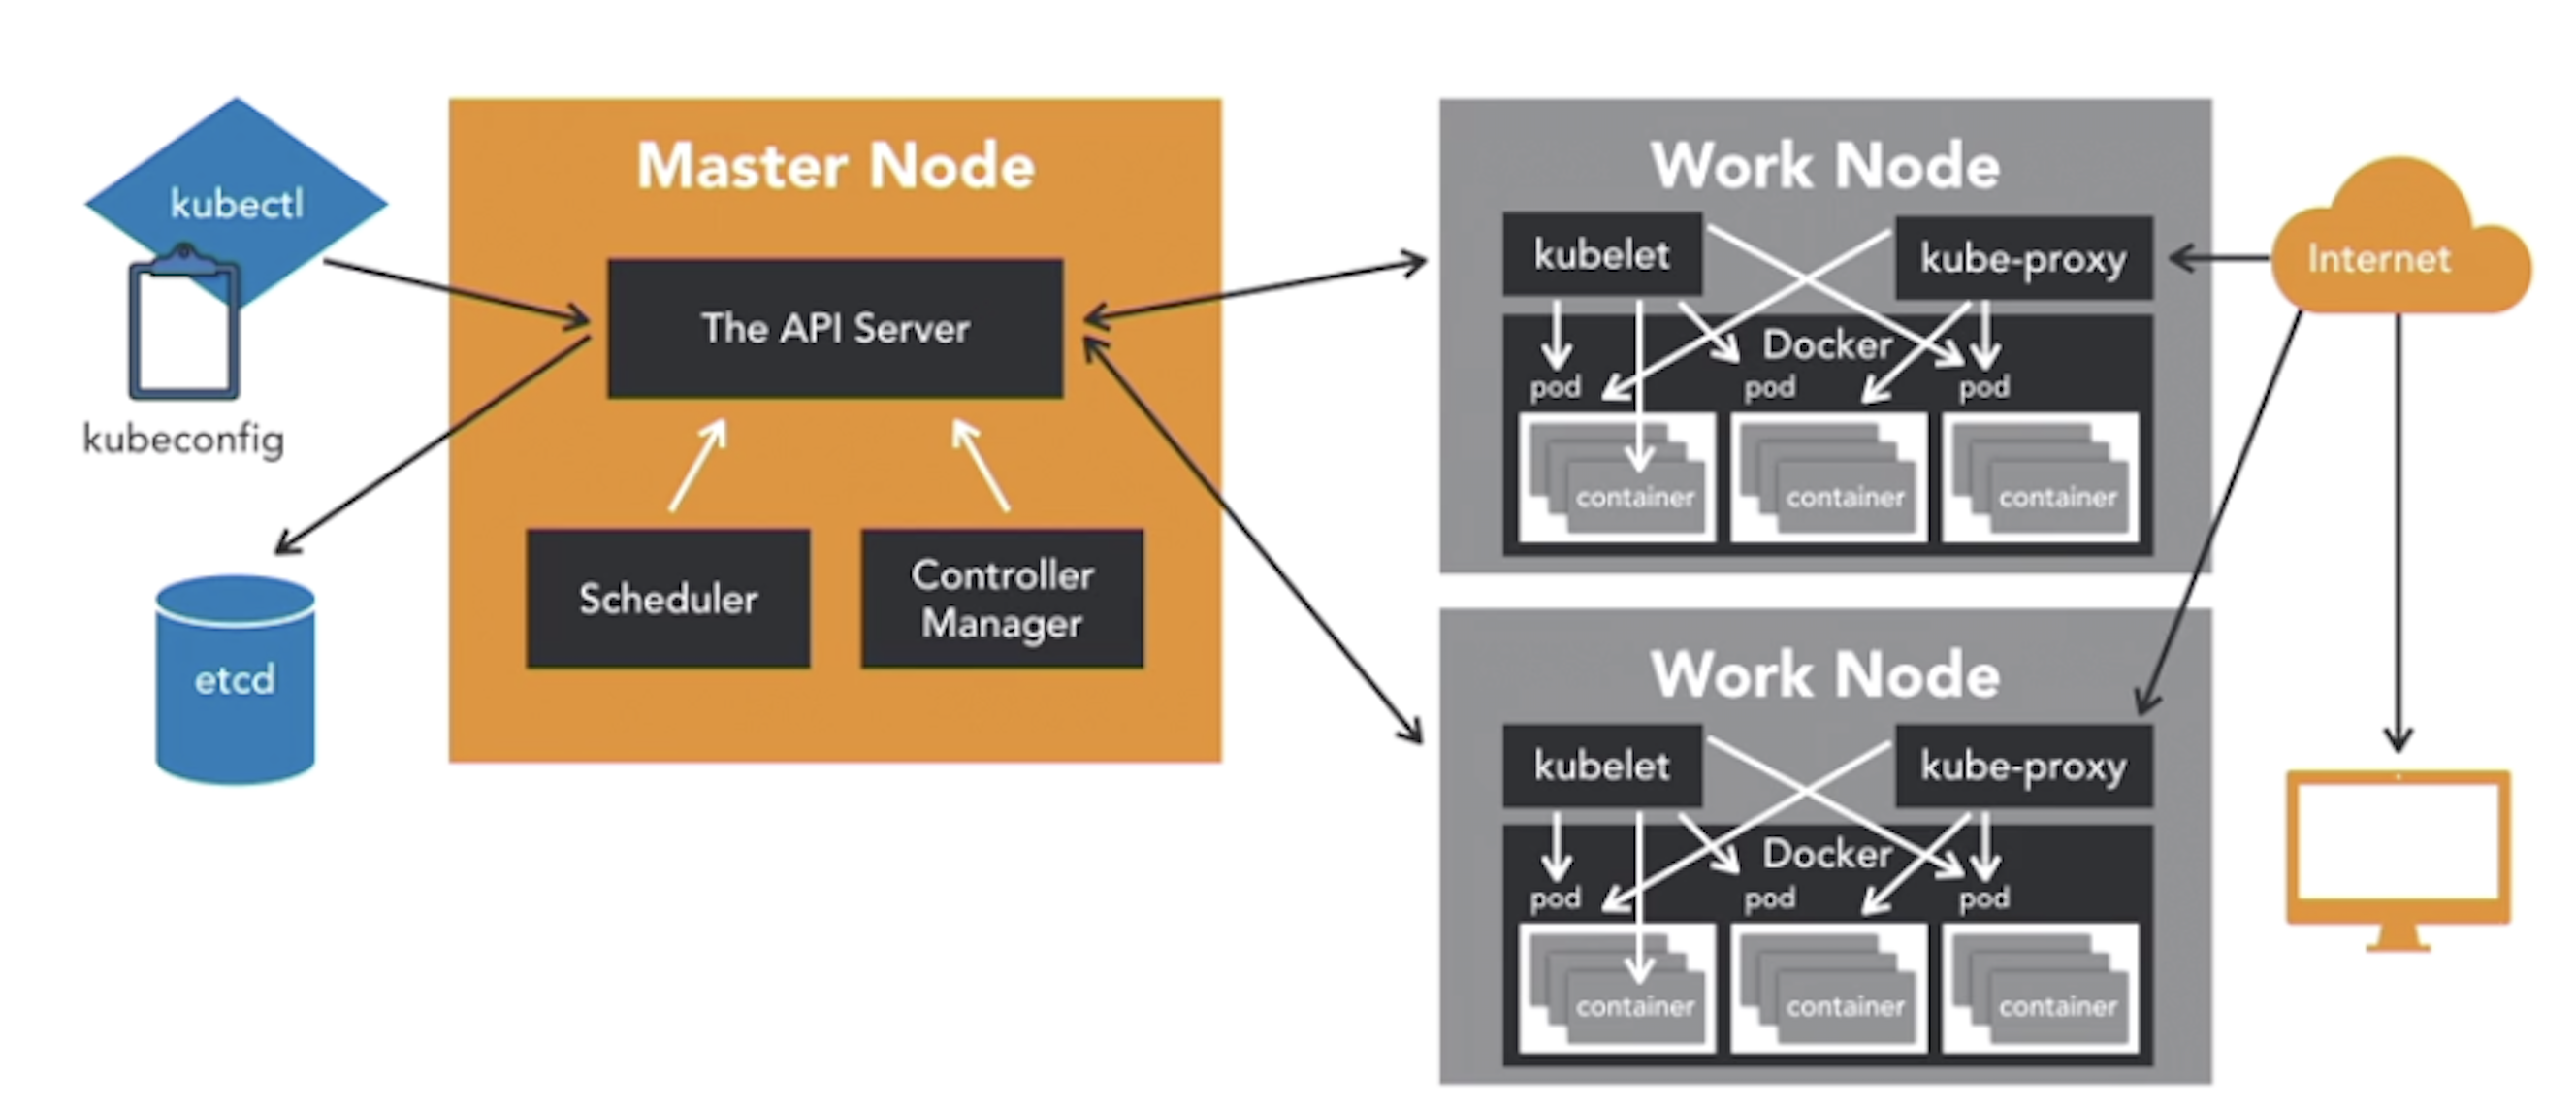 kubectl
kubeconfig
etcd
Master Node
The API Server
Scheduler
Controller
Manager
Work Node
kubelet
kube-proxy
Docker
pod pod pod
container container container
Work Node
kubelet
kube-proxy
Docker
pod pod pod
container container container
Internet